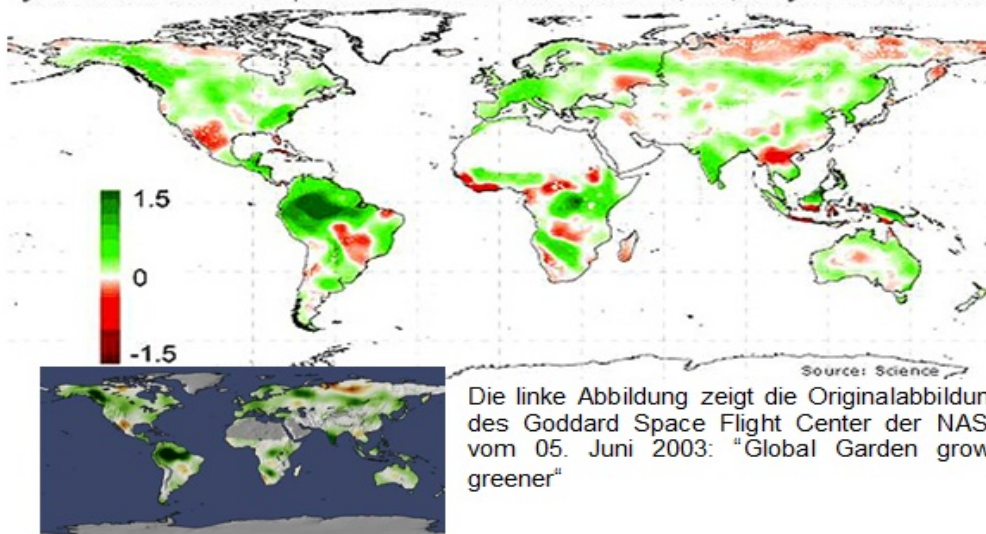 1.5
0
-1.5
Source: Science
Die linke Abbildung zeigt die Originalabbildun
des Goddard Space Flight Center der NAS
vom 05. Juni 2003: “Global Garden grow
greener“